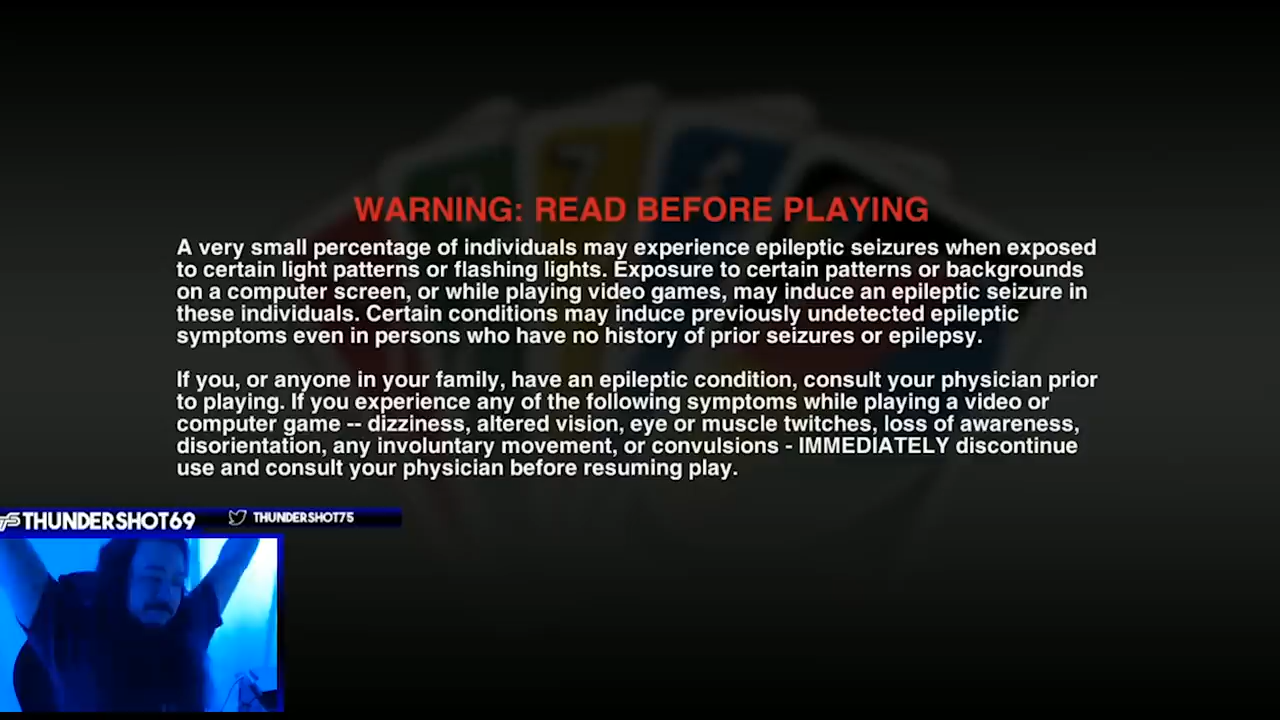 WARNING: READ BEFORE PLAYING
A very small percentage of individuals may experience epileptic seizures when exposed
to certain light patterns or flashing lights. Exposure to certain patterns or backgrounds
on a computer screen, or while playing video games, may induce an epileptic seizure in
these individuals. Certain conditions may induce previously undetected epileptic
symptoms even in persons who have no history of prior seizures or epilepsy.
If you, or anyone in your family, have an epileptic condition, consult your physician prior
to playing. If you experience any of the following symptoms while playing a video or
computer game -- dizziness, altered vision, eye or muscle twitches, loss of awareness,
disorientation, any involuntary movement, or convulsions - IMMEDIATELY discontinue
use and consult your physician before resuming play.
THUNDERSHOT69 THUNDERSHOT75
7